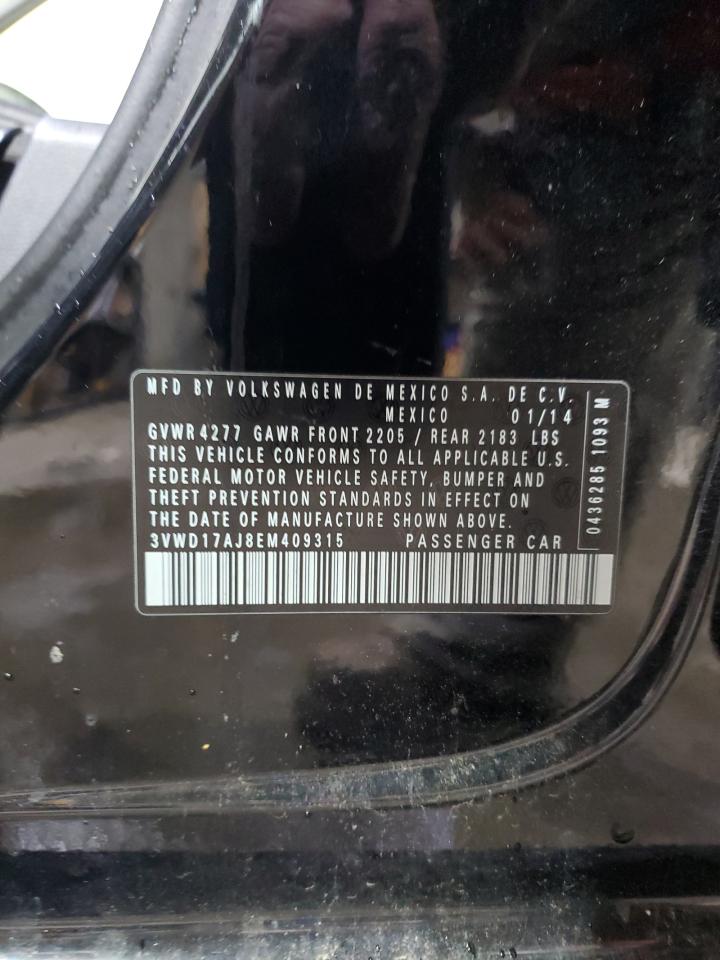 MFD BY VOLKSWAGEN DE MEXICO S.A. DE C.V.
MEXICO 01/14
GVWR 4277 GAWR FRONT 2205 / REAR 2183 LBS
THIS VEHICLE CONFORMS TO ALL APPLICABLE U.S.
FEDERAL MOTOR VEHICLE SAFETY, BUMPER AND
THEFT PREVENTION STANDARDS IN EFFECT ON
THE DATE OF MANUFACTURE SHOWN ABOVE.
3VWD17AJ8EM409315 PASSENGER CAR
0436285 1093 M